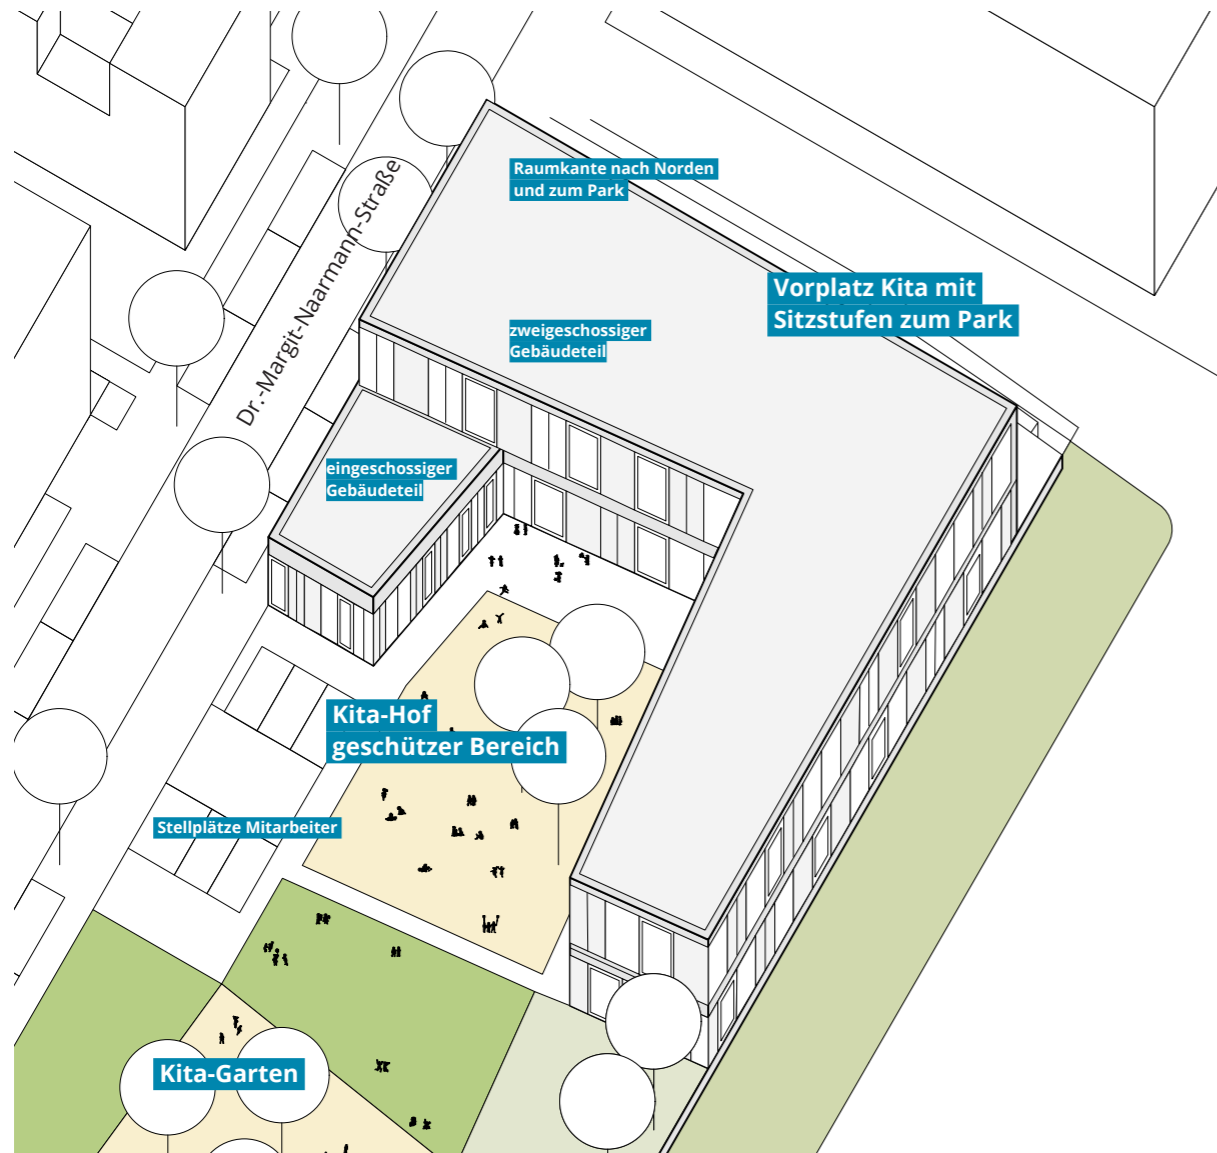 Raumkante nach Norden
und zum Park
Vorplatz Kita mit
Sitzstufen zum Park
Dr.-Margit-Naarmann-Straße
zweigeschossiger
Gebäudeteil
eingeschossiger
Gebäudeteil
Kita-Hof
geschützer Bereich
Stellplätze Mitarbeiter
Kita-Garten